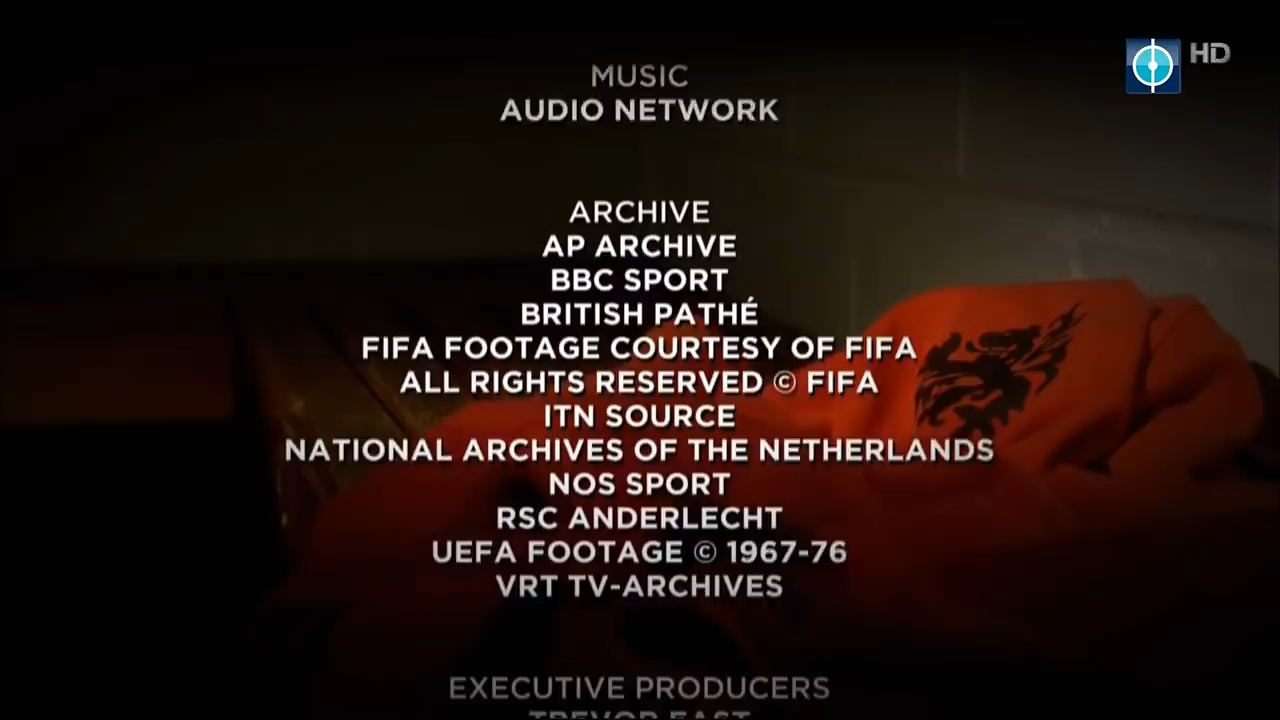 HD
MUSIC
AUDIO NETWORK
ARCHIVE
AP ARCHIVE
BBC SPORT
BRITISH PATHÉ
FIFA FOOTAGE COURTESY OF FIFA
ALL RIGHTS RESERVED © FIFA
ITN SOURCE
NATIONAL ARCHIVES OF THE NETHERLANDS
NOS SPORT
RSC ANDERLECHT
UEFA FOOTAGE © 1967-76
VRT TV-ARCHIVES
EXECUTIVE PRODUCERS
TREVOR EAST